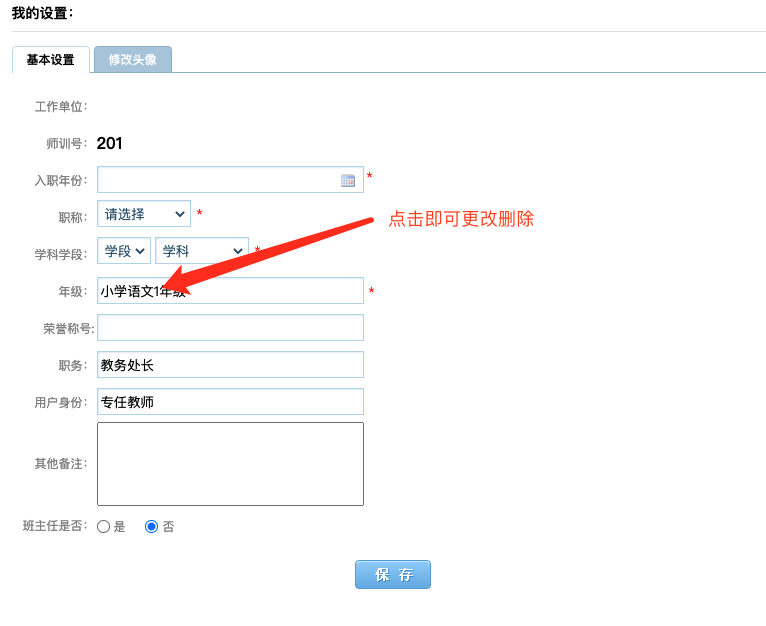 我的设置:
基本设置 修改头像
工作单位:
师训号: 201
入职年份: *
职称: 请选择 * 点击即可更改删除
学科学段: 学段 学科 *
年级: 小学语文1年级 *
荣誉称号:
职务: 教务处长
用户身份: 专任教师
其他备注:
班主任是否: 是 否
保 存